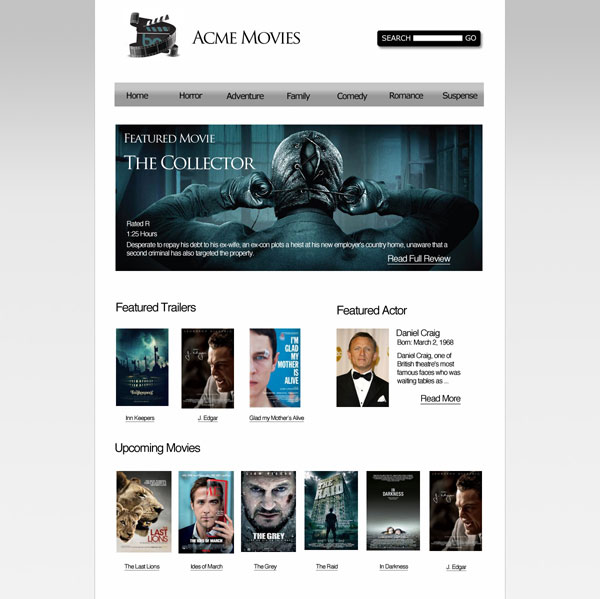 ACME MOVIES
SEARCH GO
Home Horror Adventure Family Comedy Romance Suspense
FEATURED MOVIE
THE COLLECTOR
Rated R
1:25 Hours
Desperate to repay his debt to his ex-wife, an ex-con plots a heist at his new employer's country home, unaware that a
second criminal has also targeted the property.
Read Full Review
Featured Trailers
I'M
GLAD
MY
MOTHER
IS
ALIVE
Inn Keepers
J. Edgar
Glad my Mother's Alive
Featured Actor
Daniel Craig
Born: March 2, 1968
Daniel Craig, one of
British theatre's most
famous faces who was
waiting tables as ...
Read More
Upcoming Movies
THE
LAST
LIONS
THE IDES OF MARCH
LIAM NEESON
THE GREY
THE
RAID
IN
DARKNESS
The Last Lions
Ides of March
The Grey
The Raid
In Darkness
J. Edgar